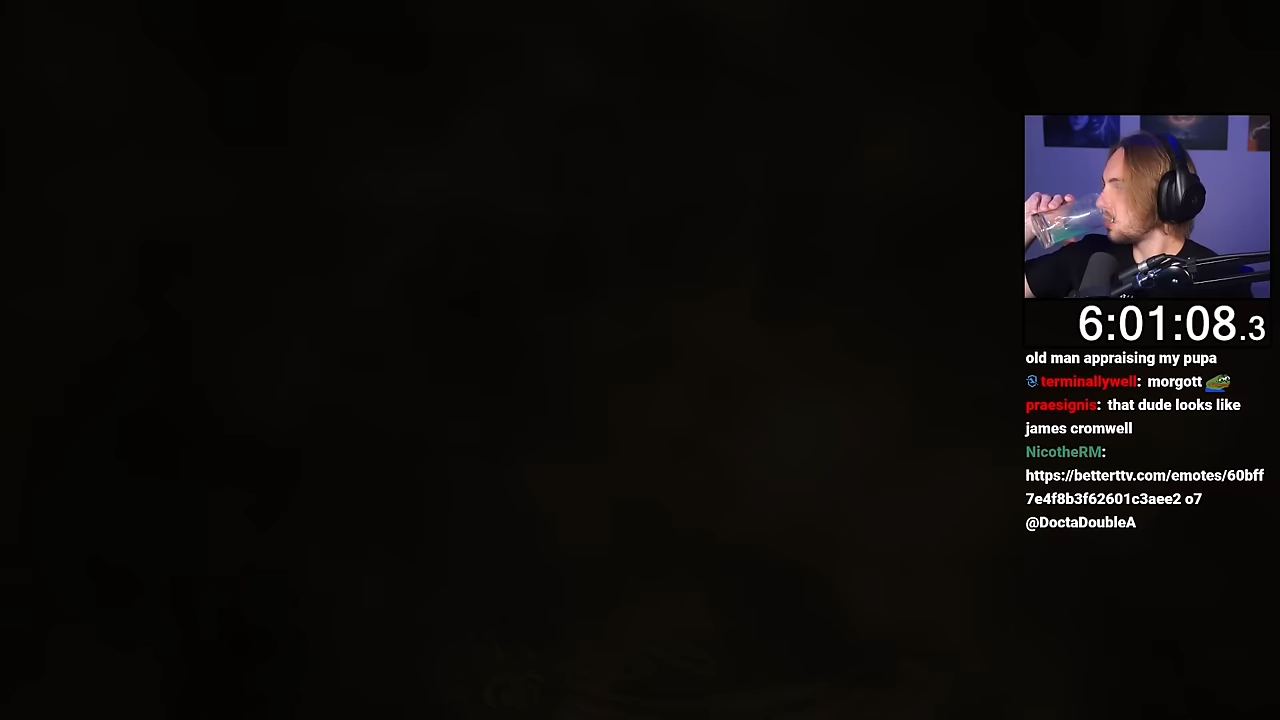 6:01:08.3
old man appraising my pupa
terminallywell: morgott
praesignis: that dude looks like
james cromwell
NicotheRM:
https://betterttv.com/emotes/60bff
7e4f8b3f62601c3aee2 o7
@DoctaDoubleA